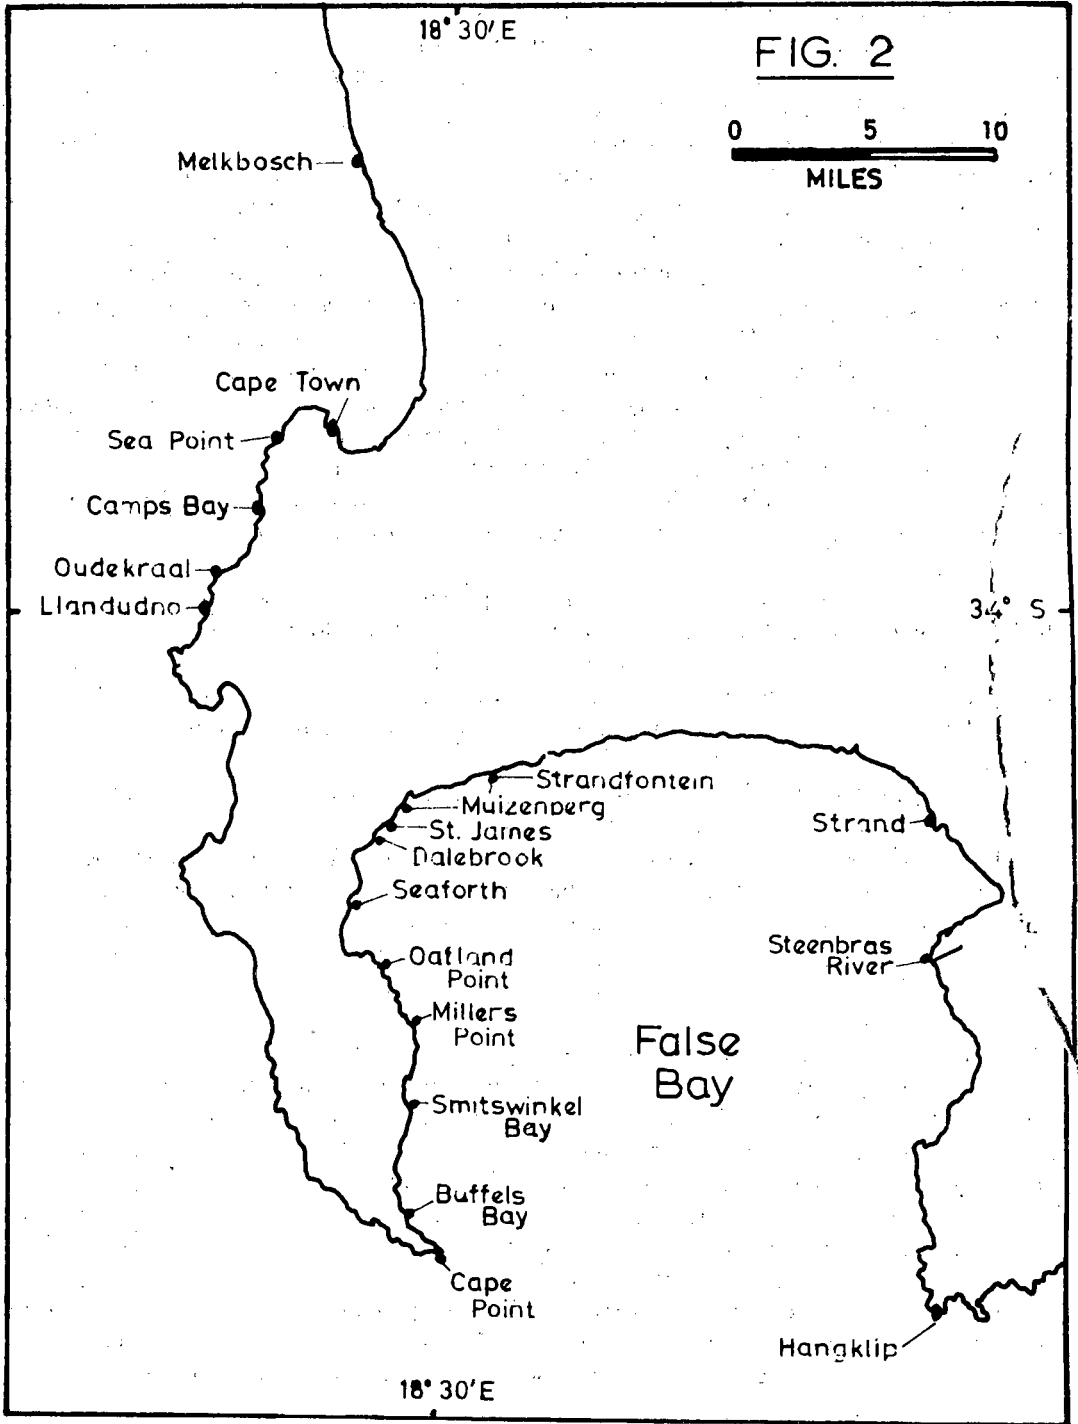 18° 30' E
FIG. 2
0 5 10
MILES
Melkbosch
Cape Town
Sea Point
Camps Bay
Oudekraal
Llandudno
34° S
Strandfontein
Muizenberg
St. James
Dalebrook
Strand
Seaforth
Steenbras
River
Oatland
Point
Millers
Point
False
Bay
Smitswinkel
Bay
Buffels
Bay
Cape
Point
Hangklip
18° 30' E